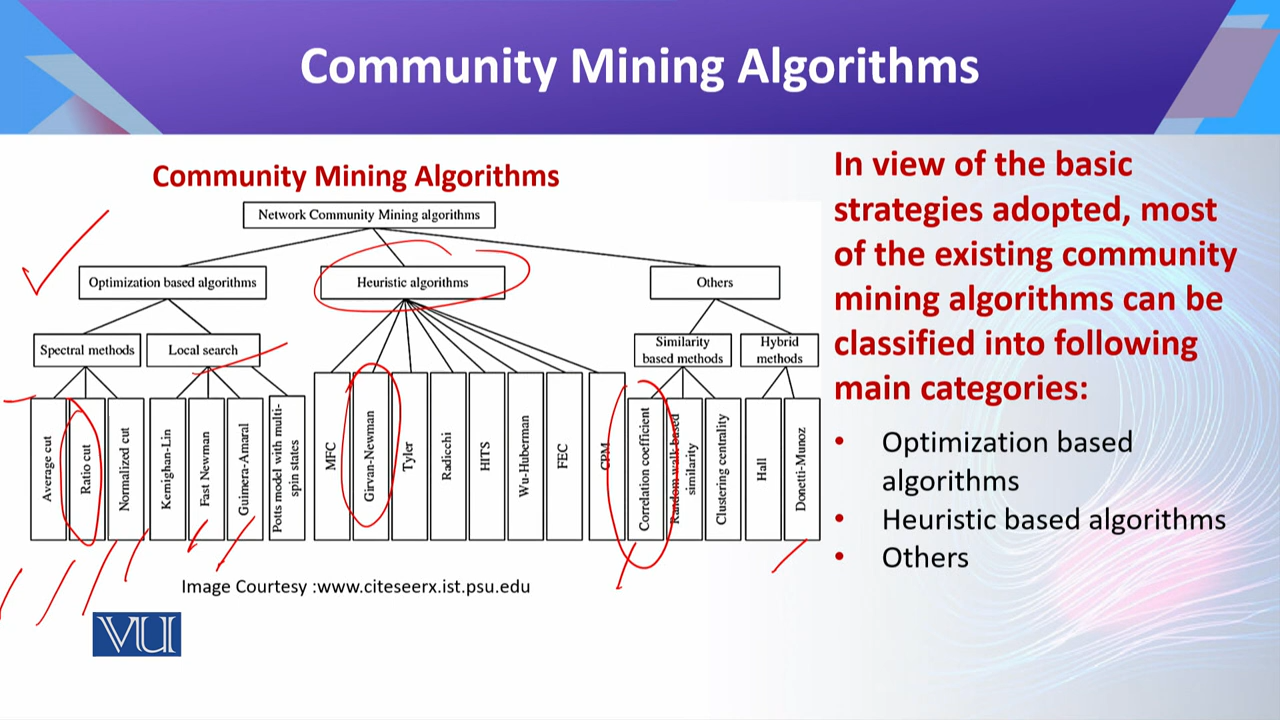 Community Mining Algorithms
Community Mining Algorithms
Network Community Mining algorithms
Optimization based algorithms
Heuristic algorithms
Others
Spectral methods
Local search
Similarity
based methods
Hybrid
methods
Average cut
Ratio cut
Normalized cut
Kernighan-Lin
Fast Newman
Guimera-Amaral
Potts model with multi-
spin states
MFC
Girvan-Newman
Tyler
Radicchi
HITS
Wu-Huberman
FEC
CPM
Correlation coefficient
Random walk based
similarity
Clustering centrality
Hall
Donetti-Munoz
Image Courtesy :www.citeseerx.ist.psu.edu
VU
In view of the basic
strategies adopted, most
of the existing community
mining algorithms can be
classified into following
main categories:
• Optimization based
algorithms
• Heuristic based algorithms
• Others